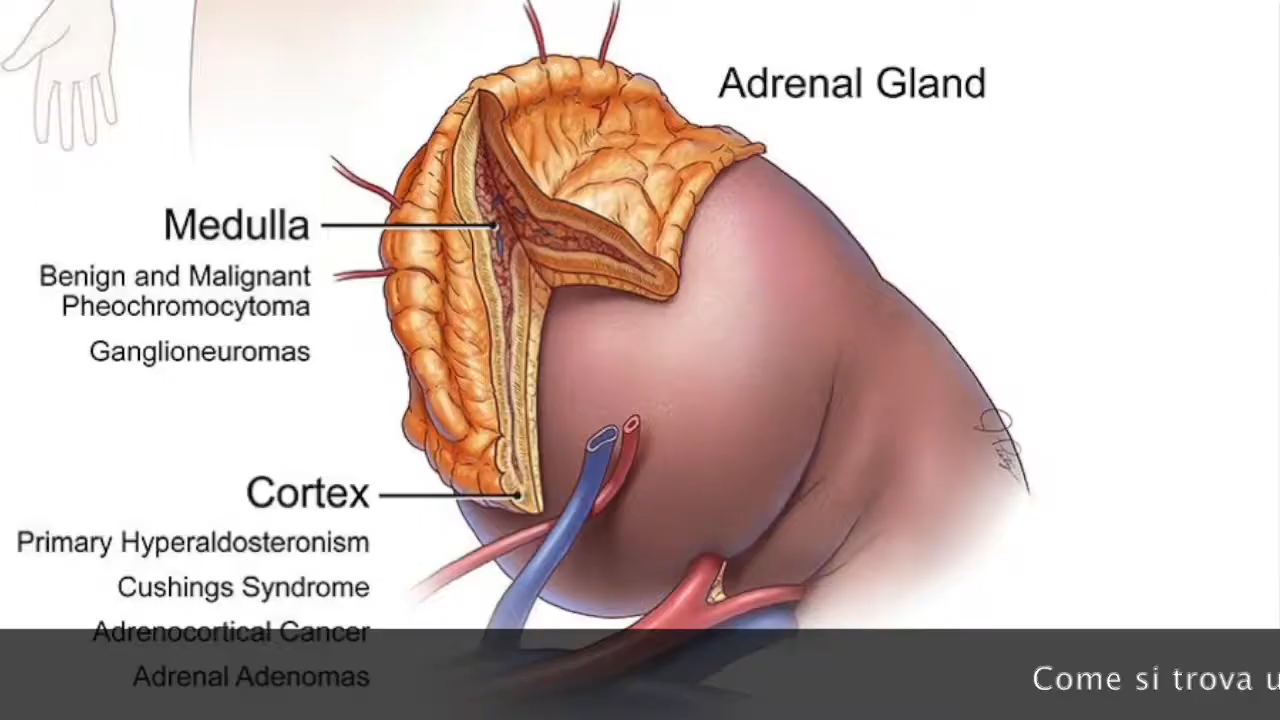 Adrenal Gland
Medulla
Benign and Malignant
Pheochromocytoma
Ganglioneuromas
Cortex
Primary Hyperaldosteronism
Cushings Syndrome
Adrenocortical Cancer
Adrenal Adenomas
Come si trova